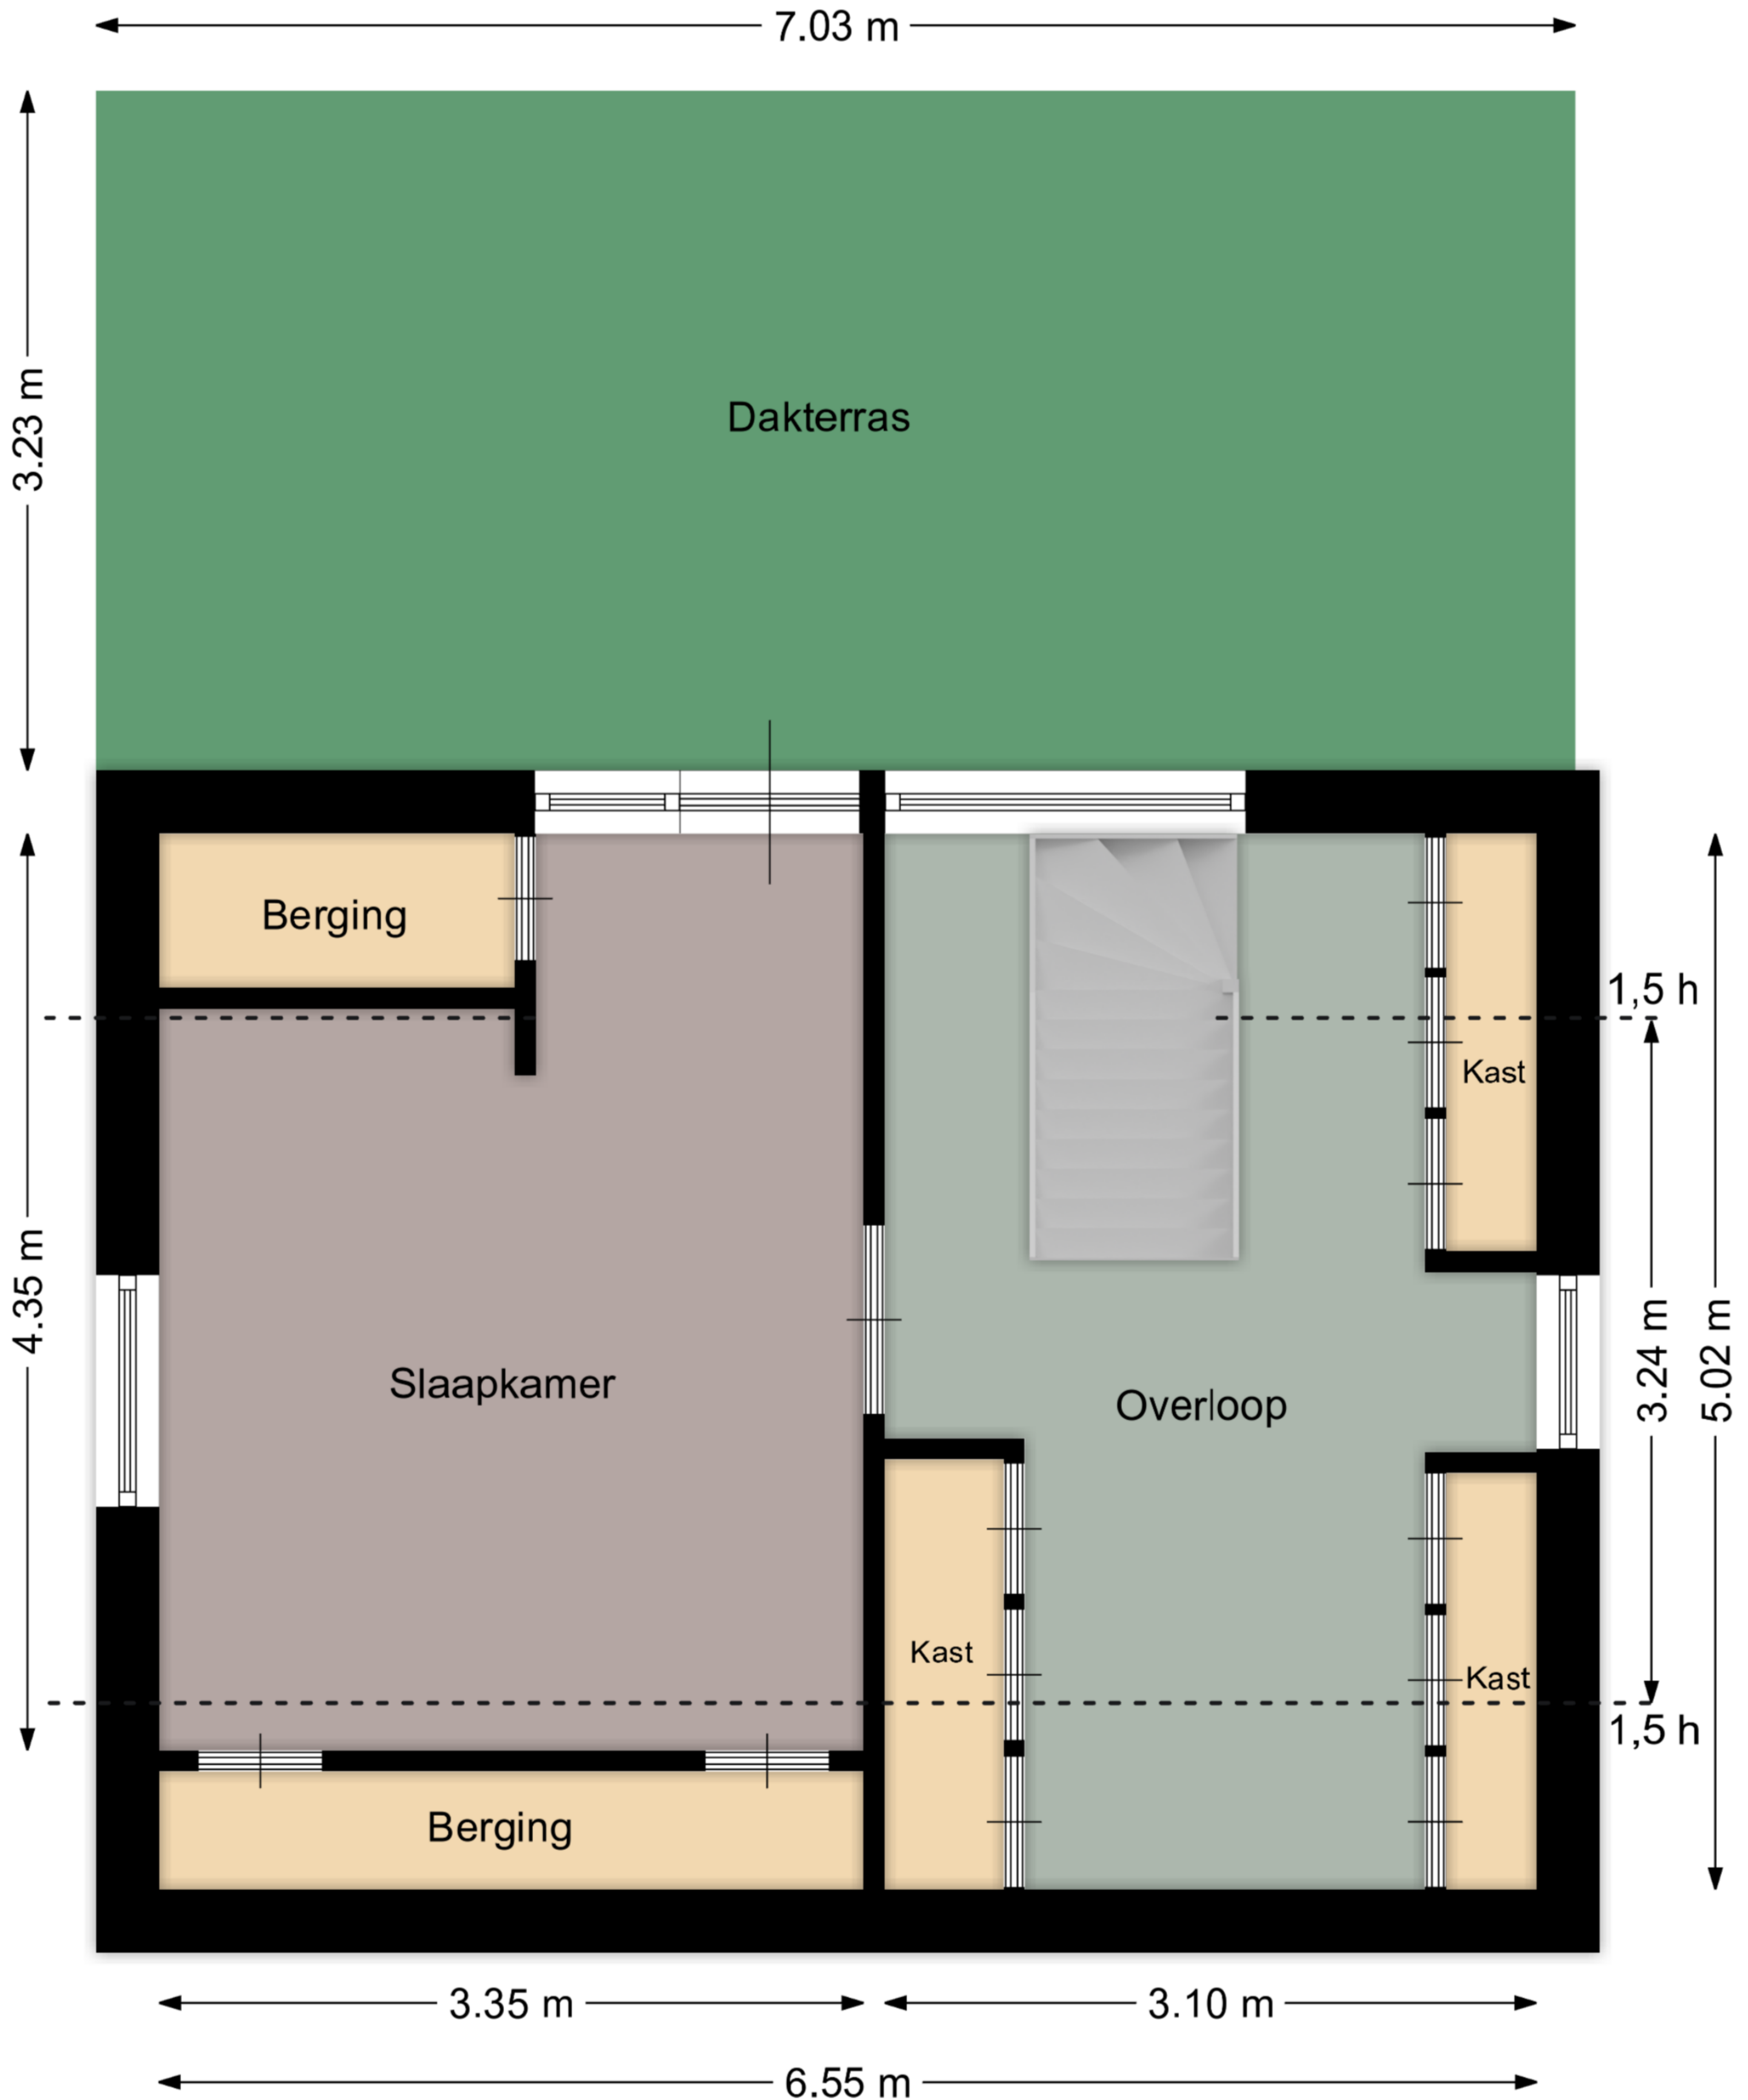 7.03 m
3.23 m
Dakterras
Berging
1,5 h
Kast
4.35 m
Slaapkamer
Overloop
3.24 m
5.02 m
Kast
Kast
1,5 h
Berging
3.35 m
3.10 m
6.55 m